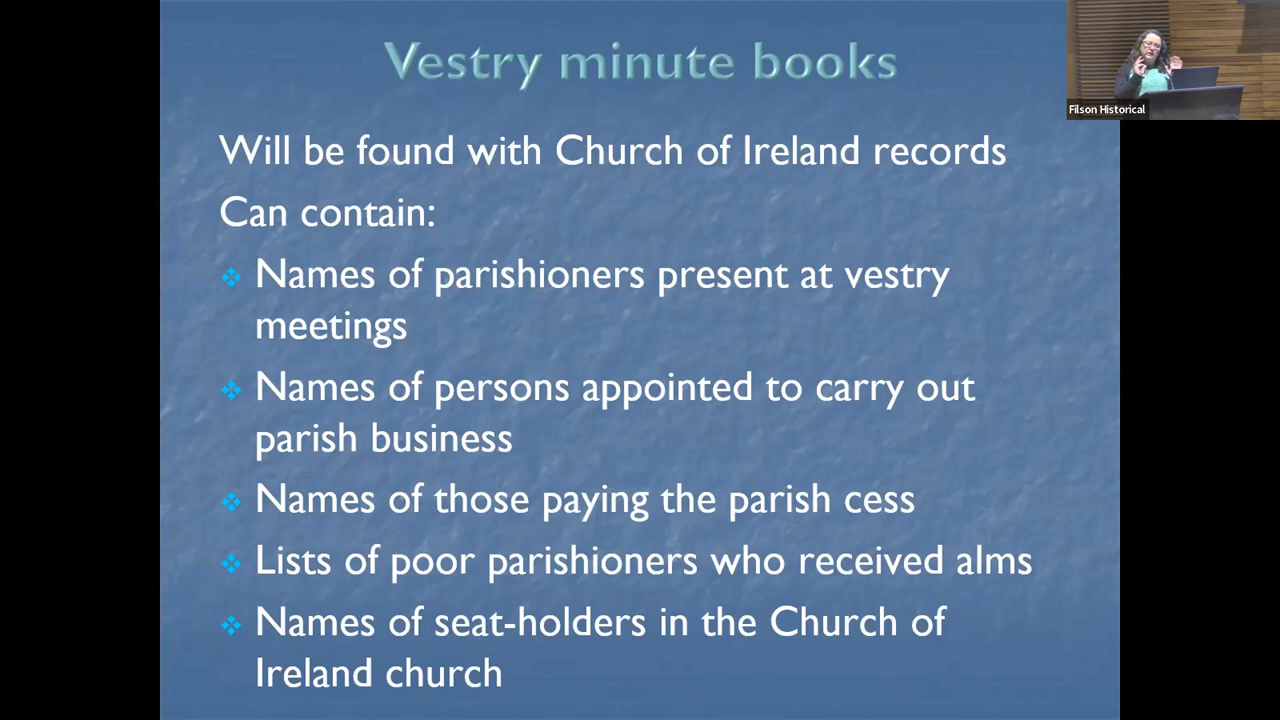 Vestry minute books
Filson Historical
Will be found with Church of Ireland records
Can contain:
Names of parishioners present at vestry
meetings
Names of persons appointed to carry out
parish business
Names of those paying the parish cess
Lists of poor parishioners who received alms
Names of seat-holders in the Church of
Ireland church